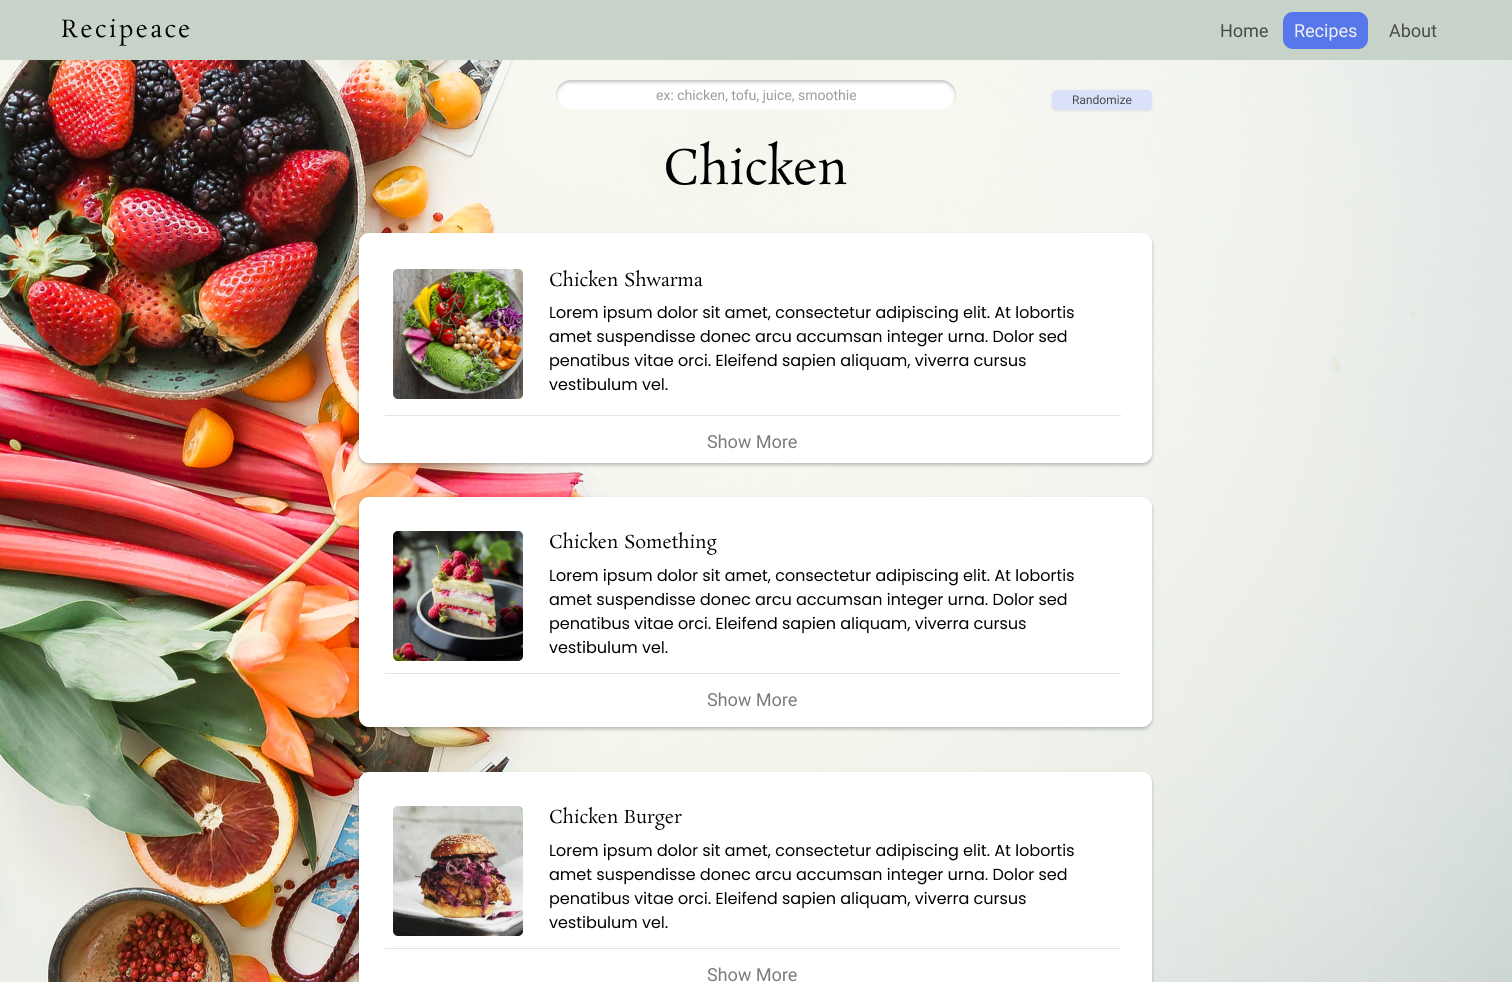 Recipeace
Home
Recipes
About
ex: chicken, tofu, juice, smoothie
Randomize
Chicken
Chicken Shwarma
Lorem ipsum dolor sit amet, consectetur adipiscing elit. At lobortis
amet suspendisse donec arcu accumsan integer urna. Dolor sed
penatibus vitae orci. Eleifend sapien aliquam, viverra cursus
vestibulum vel.
Show More
Chicken Something
Lorem ipsum dolor sit amet, consectetur adipiscing elit. At lobortis
amet suspendisse donec arcu accumsan integer urna. Dolor sed
penatibus vitae orci. Eleifend sapien aliquam, viverra cursus
vestibulum vel.
Show More
Chicken Burger
Lorem ipsum dolor sit amet, consectetur adipiscing elit. At lobortis
amet suspendisse donec arcu accumsan integer urna. Dolor sed
penatibus vitae orci. Eleifend sapien aliquam, viverra cursus
vestibulum vel.
Show More